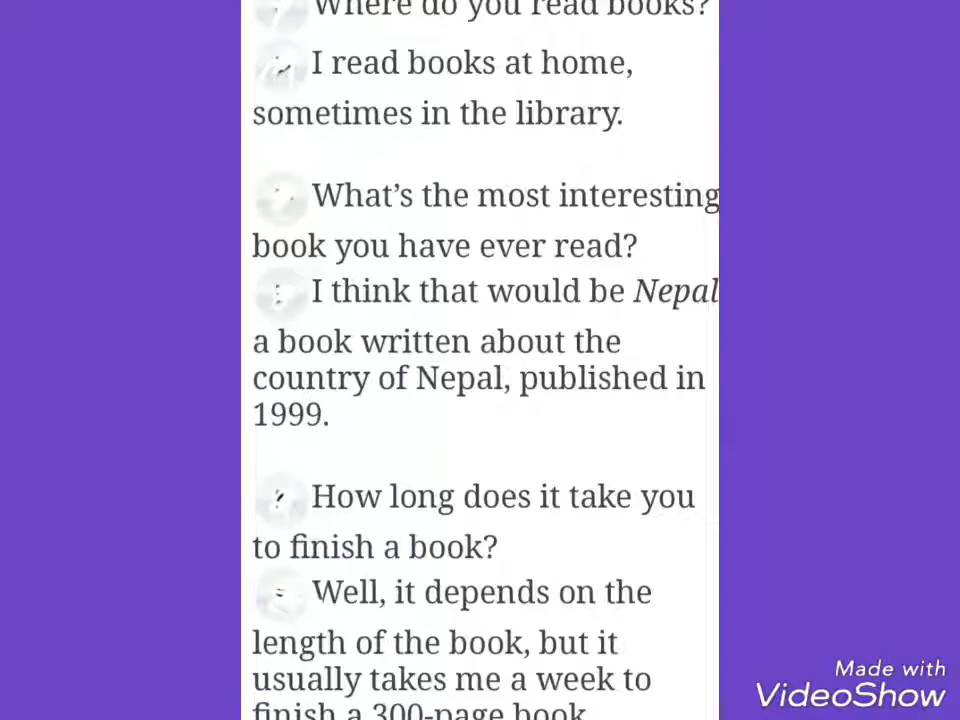 Where do you read books?
I read books at home,
sometimes in the library.
What’s the most interesting
book you have ever read?
I think that would be Nepal
a book written about the
country of Nepal, published in
1999.
How long does it take you
to finish a book?
Well, it depends on the
length of the book, but it
usually takes me a week to
finish a 300-page book
Made with
VideoShow